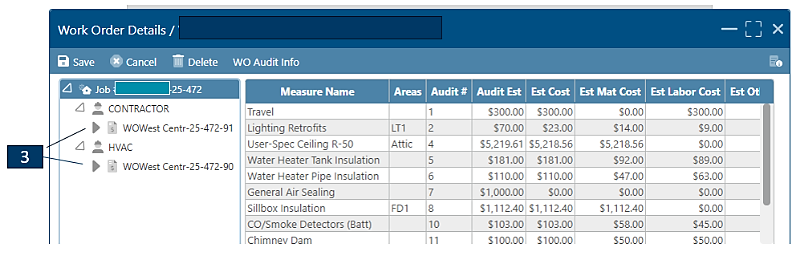 Work Order Details /
Save Cancel Delete WO Audit Info
Job -25-472
CONTRACTOR
WOWest Centr-25-472-91
HVAC
WOWest Centr-25-472-90
3
Measure Name Areas Audit # Audit Est Est Cost Est Mat Cost Est Labor Cost Est Ot
Travel 1 $300.00 $300.00 $0.00 $300.00
Lighting Retrofits LT1 2 $70.00 $23.00 $14.00 $9.00
User-Spec Ceiling R-50 Attic 4 $5,219.61 $5,218.56 $5,218.56 $0.00
Water Heater Tank Insulation 5 $181.00 $181.00 $92.00 $89.00
Water Heater Pipe Insulation 6 $110.00 $110.00 $47.00 $63.00
General Air Sealing 7 $1,000.00 $0.00 $0.00 $0.00
Sillbox Insulation FD1 8 $1,112.40 $1,112.40 $1,112.40 $0.00
CO/Smoke Detectors (Batt) 10 $103.00 $103.00 $58.00 $45.00
Chimney Dam 11 $100.00 $100.00 $50.00 $50.00